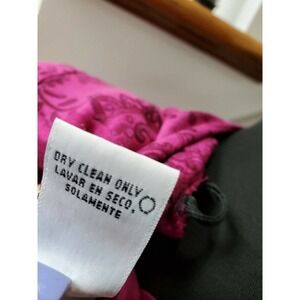 DRY CLEAN ONLY
LAVAR EN SECO.
SOLAMENTE